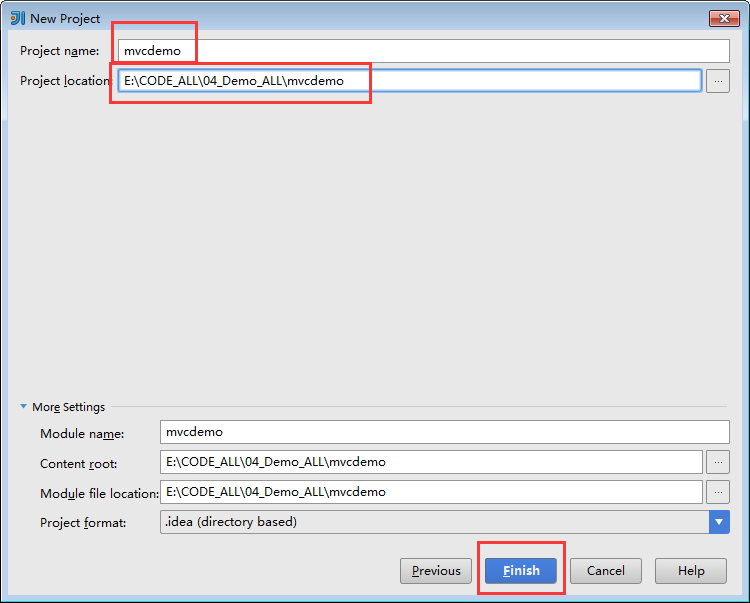 New Project
Project name: mvcdemo
Project location: E:\CODE_ALL\04_Demo_ALL\mvcdemo ...
More Settings
Module name: mvcdemo
Content root: E:\CODE_ALL\04_Demo_ALL\mvcdemo ...
Module file location: E:\CODE_ALL\04_Demo_ALL\mvcdemo ...
Project format: .idea (directory based)
Previous Finish Cancel Help